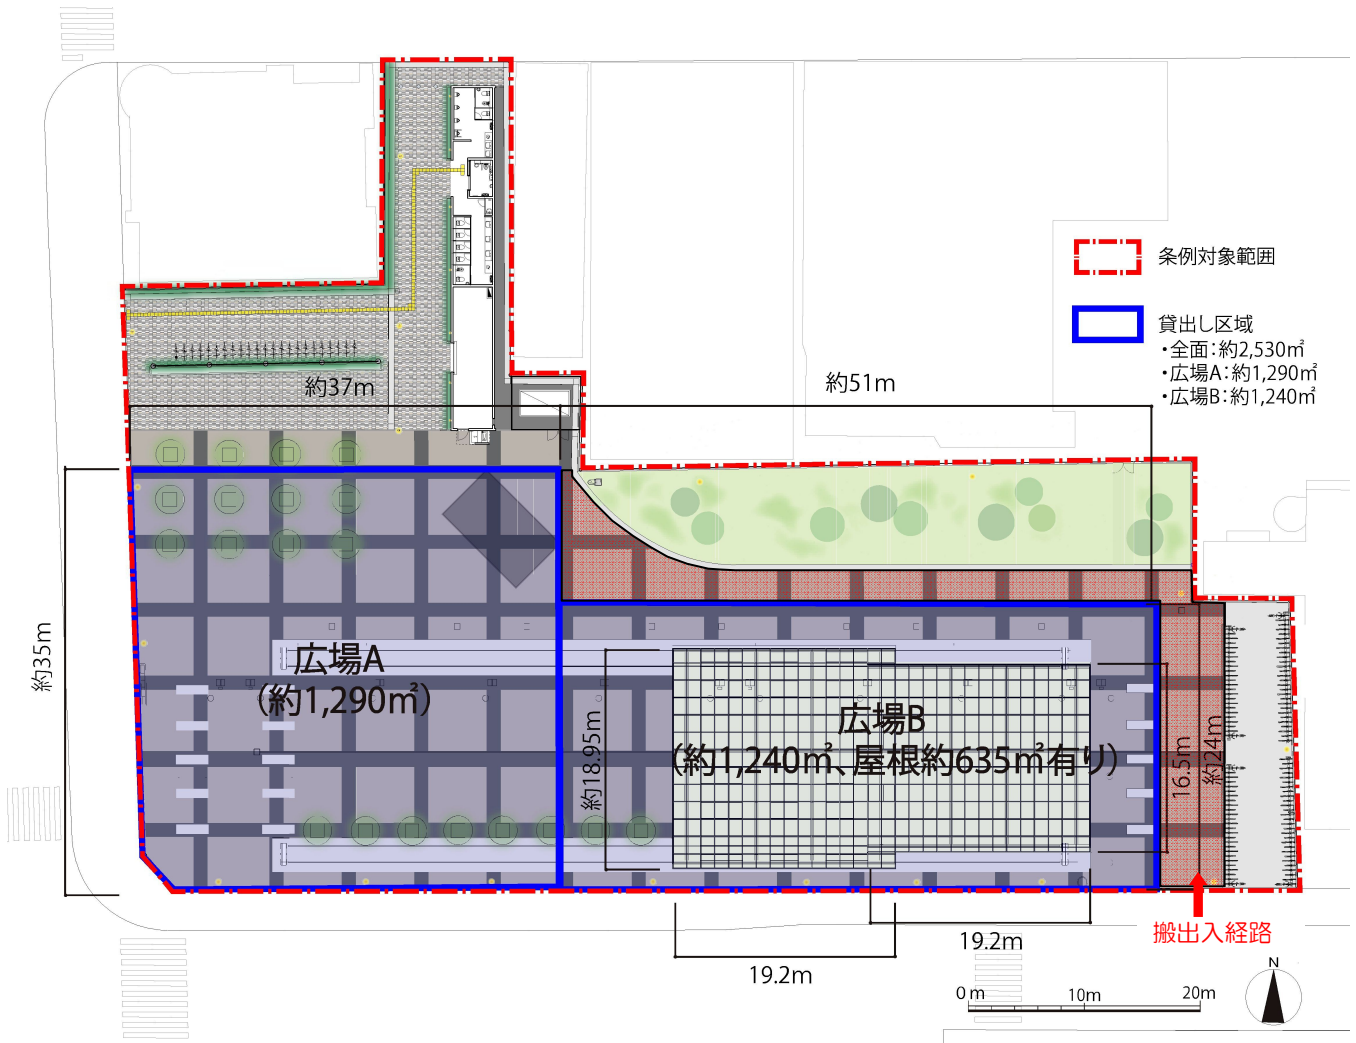 条例対象範囲
貸出し区域
・全面：約2,530㎡
・広場A：約1,290㎡
・広場B：約1,240㎡
約37m
約51m
約35m
広場A
（約1,290㎡）
広場B
（約1,240㎡、屋根約635㎡有り）
約18.95m
16.5m
約24m
搬出入経路
19.2m
19.2m
0m 10m 20m
N